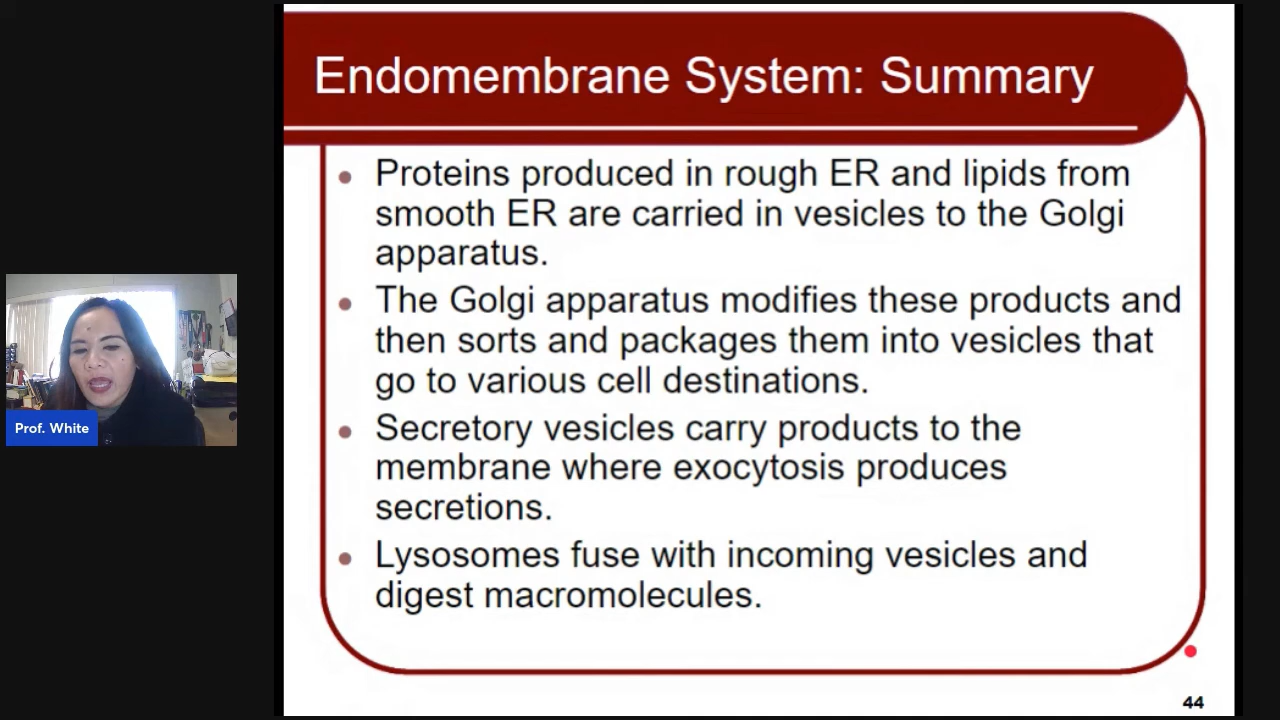 Endomembrane System: Summary
Proteins produced in rough ER and lipids from
smooth ER are carried in vesicles to the Golgi
apparatus.
The Golgi apparatus modifies these products and
then sorts and packages them into vesicles that
go to various cell destinations.
Secretory vesicles carry products to the
membrane where exocytosis produces
secretions.
Lysosomes fuse with incoming vesicles and
digest macromolecules.
Prof. White
44